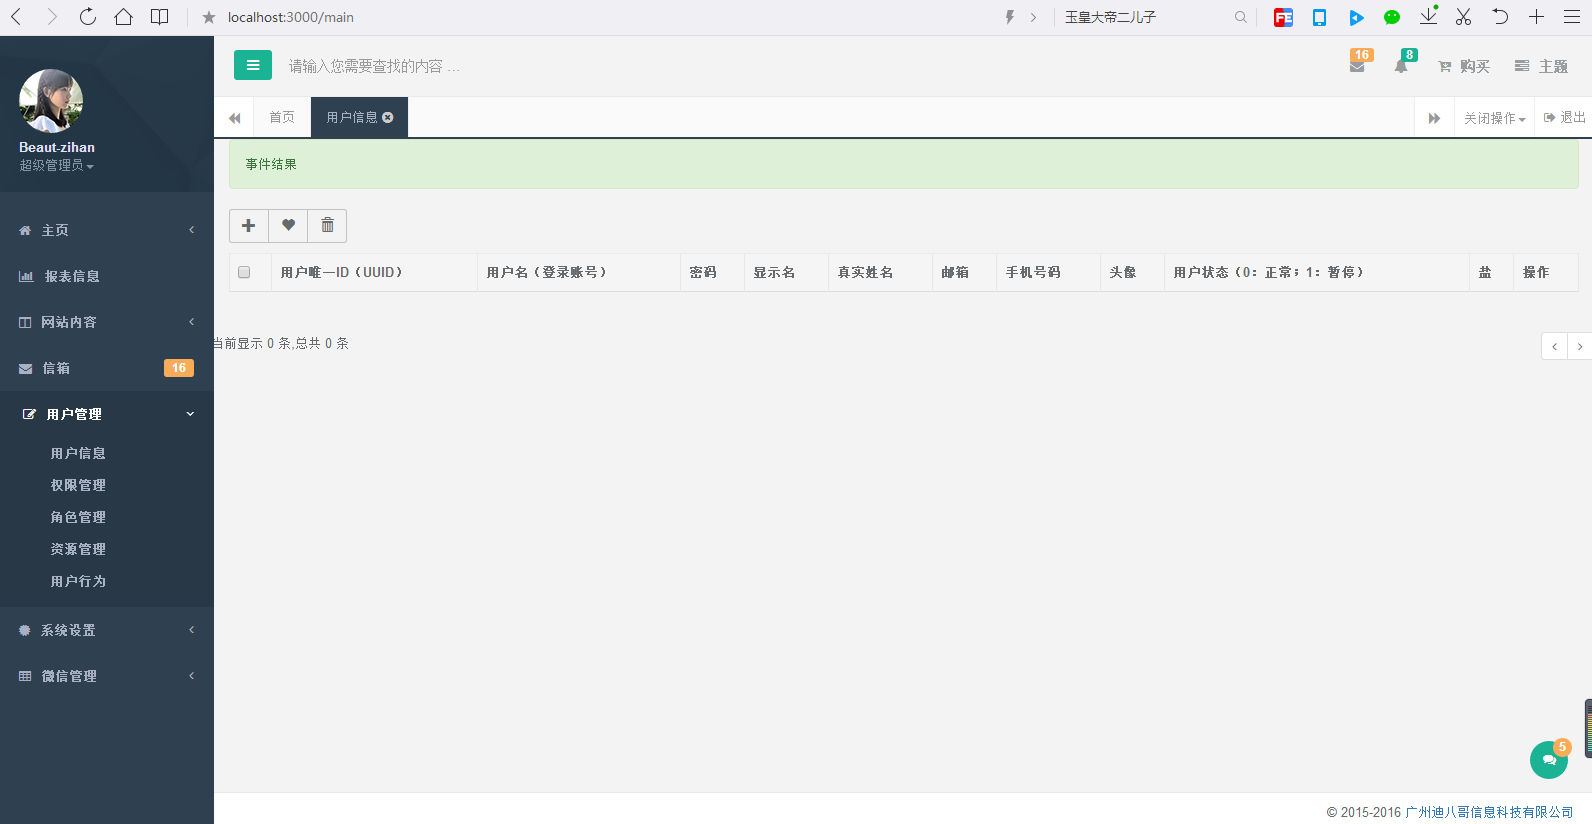 localhost:3000/main
玉皇大帝二儿子
请输入您需要查找的内容 …
16
8
购买
主题
首页
用户信息
关闭操作
退出
Beaut-zihan
超级管理员
主页
报表信息
网站内容
信箱
16
用户管理
用户信息
权限管理
角色管理
资源管理
用户行为
系统设置
微信管理
事件结果
用户唯一ID（UUID） 用户名（登录账号） 密码 显示名 真实姓名 邮箱 手机号码 头像 用户状态（0：正常；1：暂停） 盐 操作
当前显示 0 条,总共 0 条
5
© 2015-2016 广州迪八哥信息科技有限公司